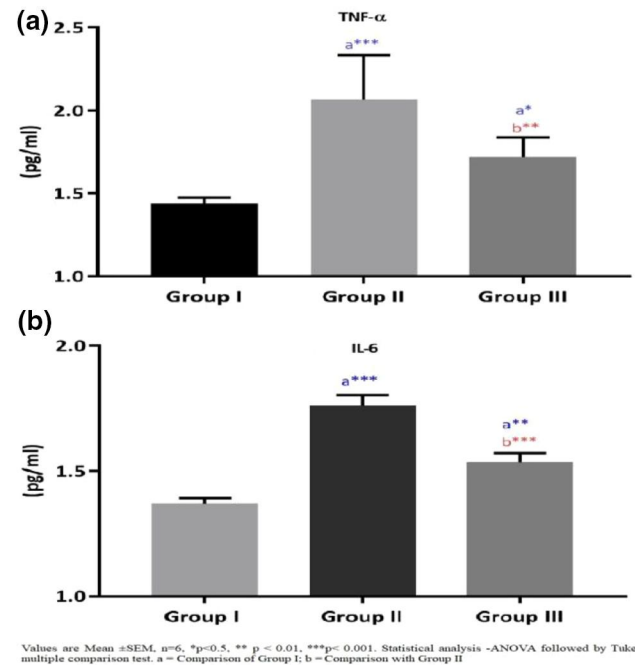 (a)
TNF-α
2.5
a***
2.0
a*
b**
(pg/ml)
1.5
1.0
Group I Group II Group III
(b)
2.0
IL-6
a***
a**
b***
(pg/ml)
1.5
1.0
Group I Group II Group III
Values are Mean ±SEM, n=6, *p<0.5, ** p < 0.01, ***p< 0.001. Statistical analysis -ANOVA followed by Tuke
multiple comparison test. a = Comparison of Group I; b = Comparison with Group II